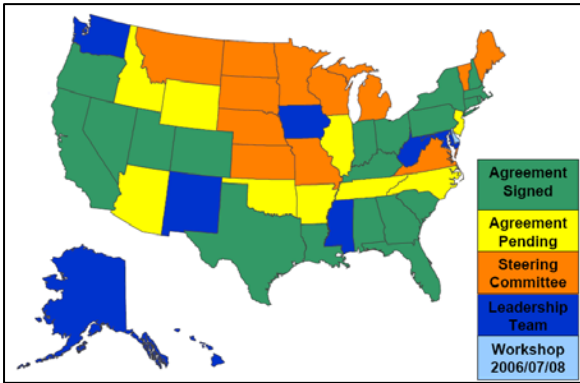 Agreement
Signed
Agreement
Pending
Steering
Committee
Leadership
Team
Workshop
2006/07/08